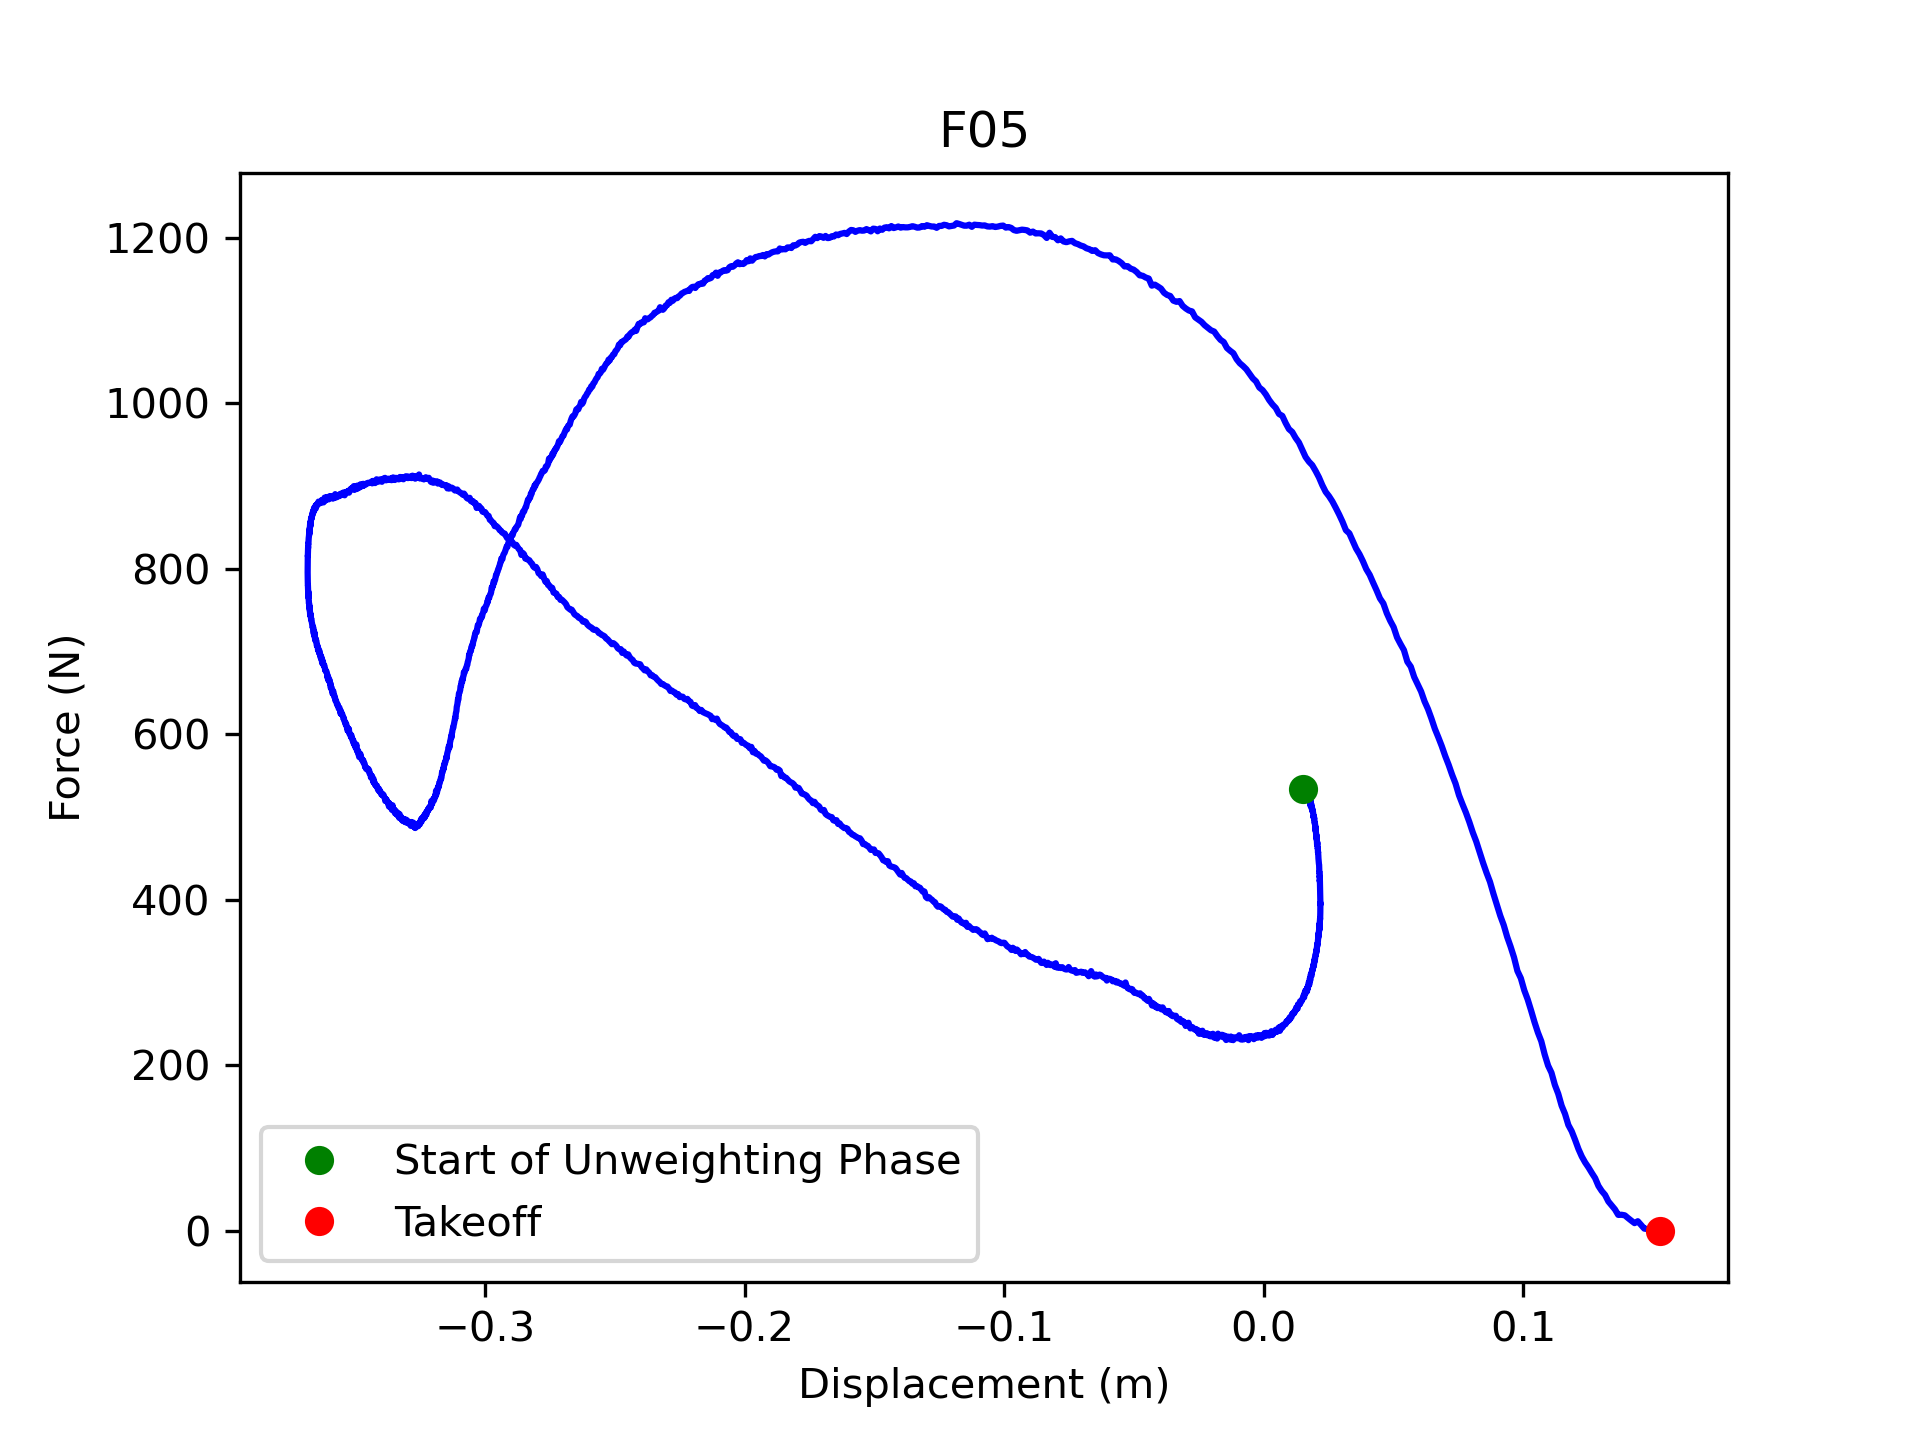 F05
1200
1000
800
600
400
200
0
Force (N)
Start of Unweighting Phase
Takeoff
−0.3 −0.2 −0.1 0.0 0.1
Displacement (m)